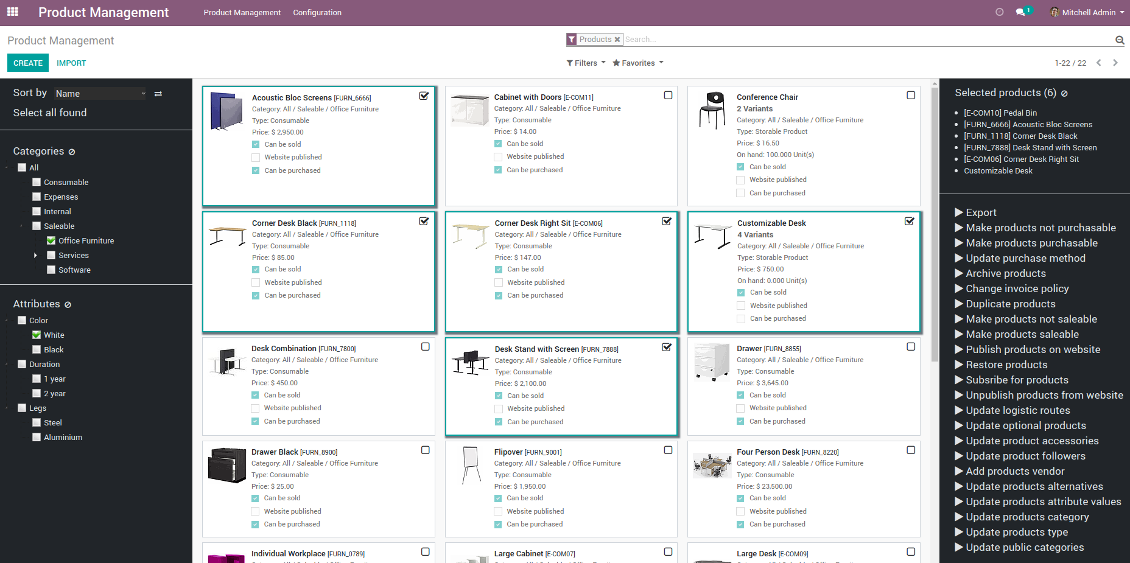 Product Management
Product Management
Configuration
1
Mitchell Admin
Product Management
Products
Search...
CREATE
IMPORT
Filters
Favorites
1-22 / 22
Sort by
Name
Select all found
Categories
All
Consumable
Expenses
Internal
Saleable
Office Furniture
Services
Software
Attributes
Color
White
Black
Duration
1 year
2 year
Legs
Steel
Aluminium
Acoustic Bloc Screens [FURN_6666]
Category: All / Saleable / Office Furniture
Type: Consumable
Price: $ 2,950.00
Can be sold
Website published
Can be purchased
Cabinet with Doors [E-COM11]
Category: All / Saleable / Office Furniture
Type: Consumable
Price: $ 14.00
Can be sold
Website published
Can be purchased
Conference Chair
2 Variants
Category: All / Saleable / Office Furniture
Type: Storable Product
Price: $ 16.50
On hand: 100.000 Unit(s)
Can be sold
Website published
Can be purchased
Corner Desk Black [FURN_1118]
Category: All / Saleable / Office Furniture
Type: Consumable
Price: $ 85.00
Can be sold
Website published
Can be purchased
Corner Desk Right Sit [E-COM06]
Category: All / Saleable / Office Furniture
Type: Consumable
Price: $ 147.00
Can be sold
Website published
Can be purchased
Customizable Desk
4 Variants
Category: All / Saleable / Office Furniture
Type: Storable Product
Price: $ 750.00
On hand: 0.000 Unit(s)
Can be sold
Website published
Can be purchased
Desk Combination [FURN_7800]
Category: All / Saleable / Office Furniture
Type: Consumable
Price: $ 450.00
Can be sold
Website published
Can be purchased
Desk Stand with Screen [FURN_7888]
Category: All / Saleable / Office Furniture
Type: Consumable
Price: $ 2,100.00
Can be sold
Website published
Can be purchased
Drawer [FURN_8855]
Category: All / Saleable / Office Furniture
Type: Consumable
Price: $ 3,645.00
Can be sold
Website published
Can be purchased
Drawer Black [FURN_8900]
Category: All / Saleable / Office Furniture
Type: Consumable
Price: $ 25.00
Can be sold
Website published
Can be purchased
Flipover [FURN_9001]
Category: All / Saleable / Office Furniture
Type: Consumable
Price: $ 1,950.00
Can be sold
Website published
Can be purchased
Four Person Desk [FURN_8220]
Category: All / Saleable / Office Furniture
Type: Consumable
Price: $ 23,500.00
Can be sold
Website published
Can be purchased
Individual Workplace [FURN_0789]
Large Cabinet [E-COM07]
Large Desk [E-COM09]
Selected products (6)
[E-COM10] Pedal Bin
[FURN_6666] Acoustic Bloc Screens
[FURN_1118] Corner Desk Black
[FURN_7888] Desk Stand with Screen
[E-COM06] Corner Desk Right Sit
Customizable Desk
Export
Make products not purchasable
Make products purchasable
Update purchase method
Archive products
Change invoice policy
Duplicate products
Make products not saleable
Make products saleable
Publish products on website
Restore products
Subsribe for products
Unpublish products from website
Update logistic routes
Update optional products
Update product accessories
Update product followers
Add products vendor
Update products alternatives
Update products attribute values
Update products category
Update products type
Update public categories